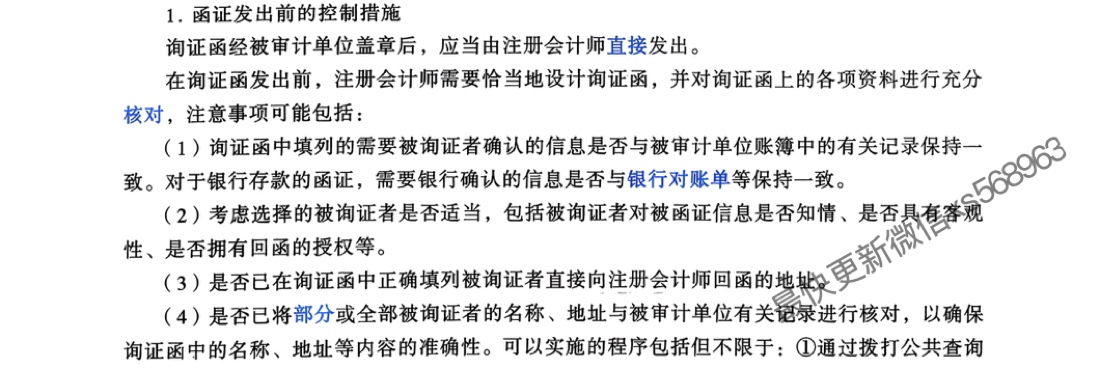 1. 函证发出前的控制措施
询证函经被审计单位盖章后，应当由注册会计师直接发出。
在询证函发出前，注册会计师需要恰当地设计询证函，并对询证函上的各项资料进行充分
核对，注意事项可能包括：
（1）询证函中填列的需要被询证者确认的信息是否与被审计单位账簿中的有关记录保持一
致。对于银行存款的函证，需要银行确认的信息是否与银行对账单等保持一致。
（2）考虑选择的被询证者是否适当，包括被询证者对被函证信息是否知情、是否具有客观
性、是否拥有回函的授权等。
（3）是否已在询证函中正确填列被询证者直接向注册会计师回函的地址。
（4）是否已将部分或全部被询证者的名称、地址与被审计单位有关记录进行核对，以确保
询证函中的名称、地址等内容的准确性。可以实施的程序包括但不限于：①通过拨打公共查询
最快更新微信xs568963